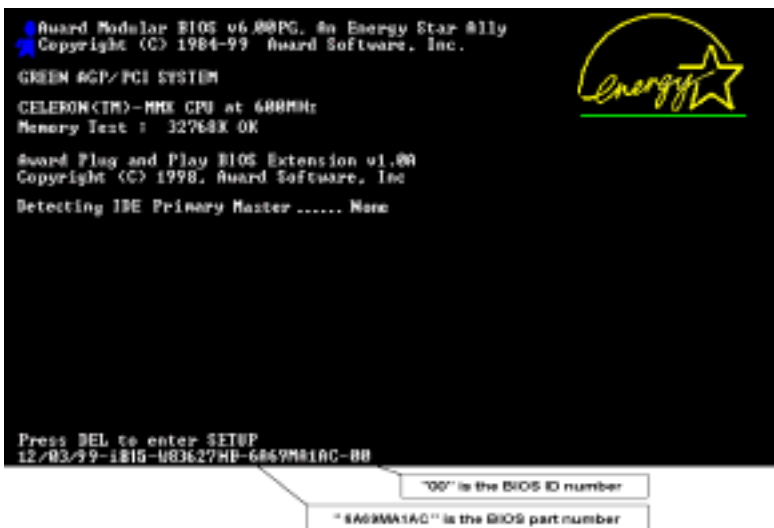 Award Modular BIOS v6.00PG, An Energy Star Ally
Copyright (C) 1984-99 Award Software, Inc.
GREEN AGP/PCI SYSTEM
CELERON(TM)-MMX CPU at 600MHz
Memory Test : 32768K OK
Award Plug and Play BIOS Extension v1.0A
Copyright (C) 1998, Award Software, Inc
Detecting IDE Primary Master ...... None
energy
Press DEL to enter SETUP
12/03/99-i815-W83627HF-6A69MA1AC-00
"00" is the BIOS ID number
"6A69MA1AC" is the BIOS part number